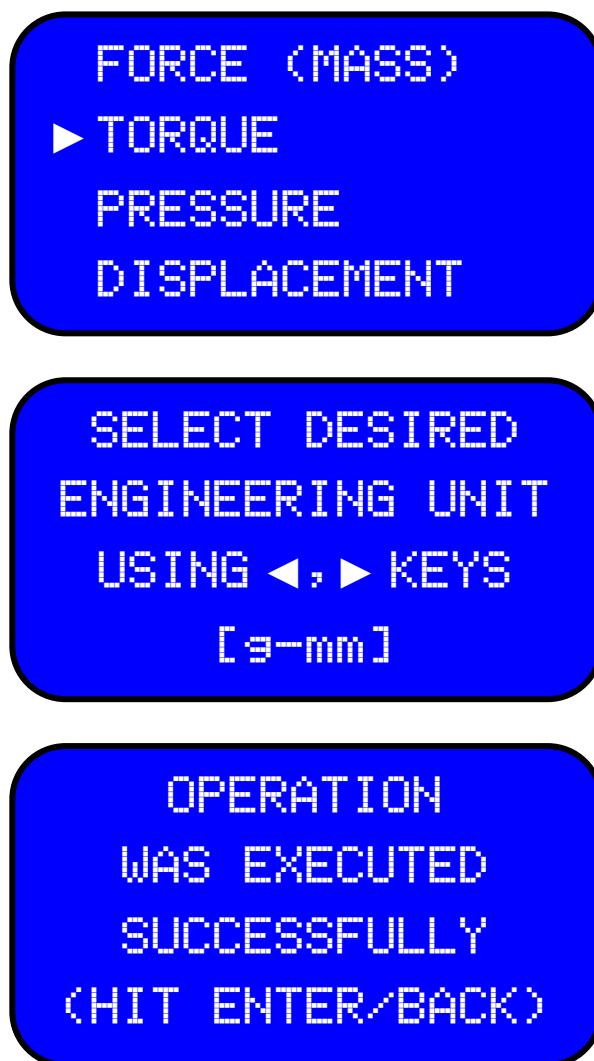 FORCE (MASS)
►TORQUE
PRESSURE
DISPLACEMENT
SELECT DESIRED
ENGINEERING UNIT
USING ◄,► KEYS
[g-mm]
OPERATION
WAS EXECUTED
SUCCESSFULLY
(HIT ENTER/BACK)